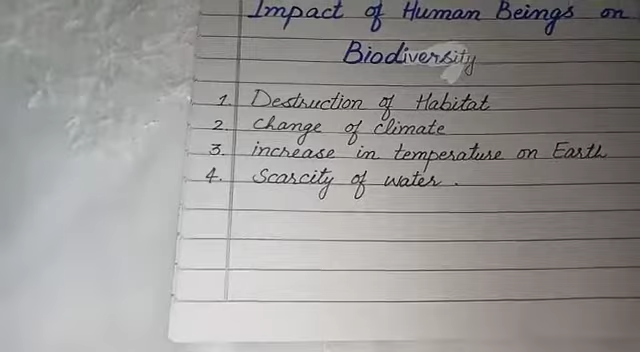 Impact of Human Beings on
Biodiversity
1. Destruction of Habitat
2. Change of climate
3. increase in temperature on Earth
4. Scarcity of water.